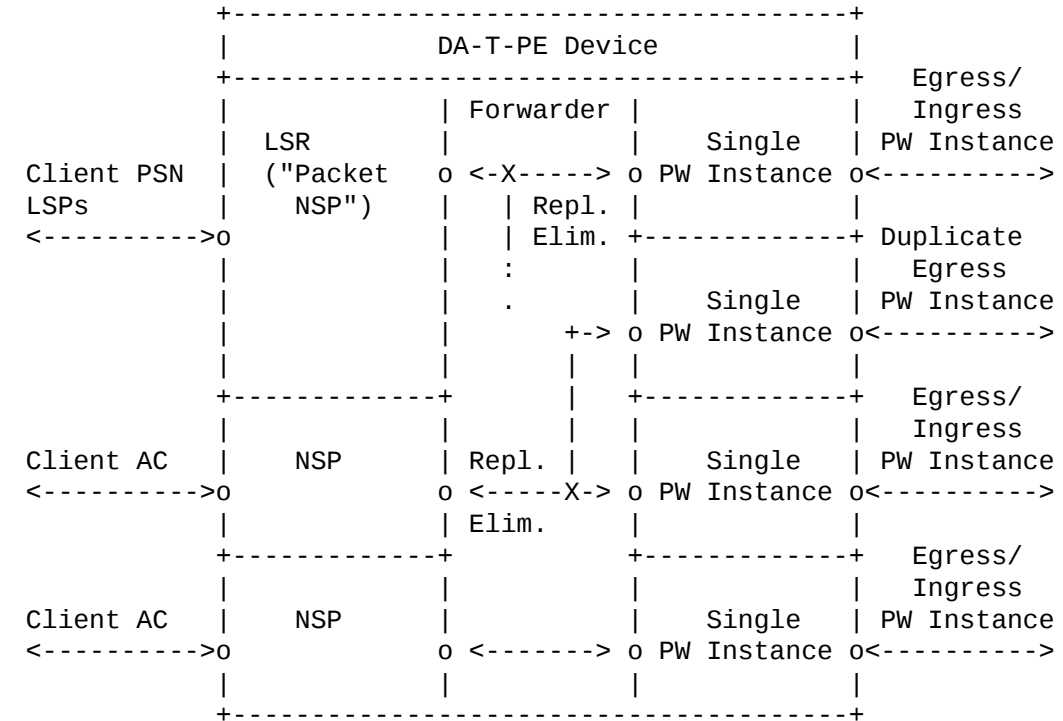 DA-T-PE Device
Egress/
Forwarder Ingress
LSR Single PW Instance
Client PSN ("Packet o <-X-----> o PW Instance o<---------->
LSPs NSP") Repl.
<---------->o Elim. Duplicate
: Egress
. Single PW Instance
+-> o PW Instance o<---------->
Egress/
Ingress
Client AC NSP Repl. Single PW Instance
<---------->o o <-----X-> o PW Instance o<---------->
Elim.
Egress/
Ingress
Client AC NSP Single PW Instance
<---------->o o <-------> o PW Instance o<---------->